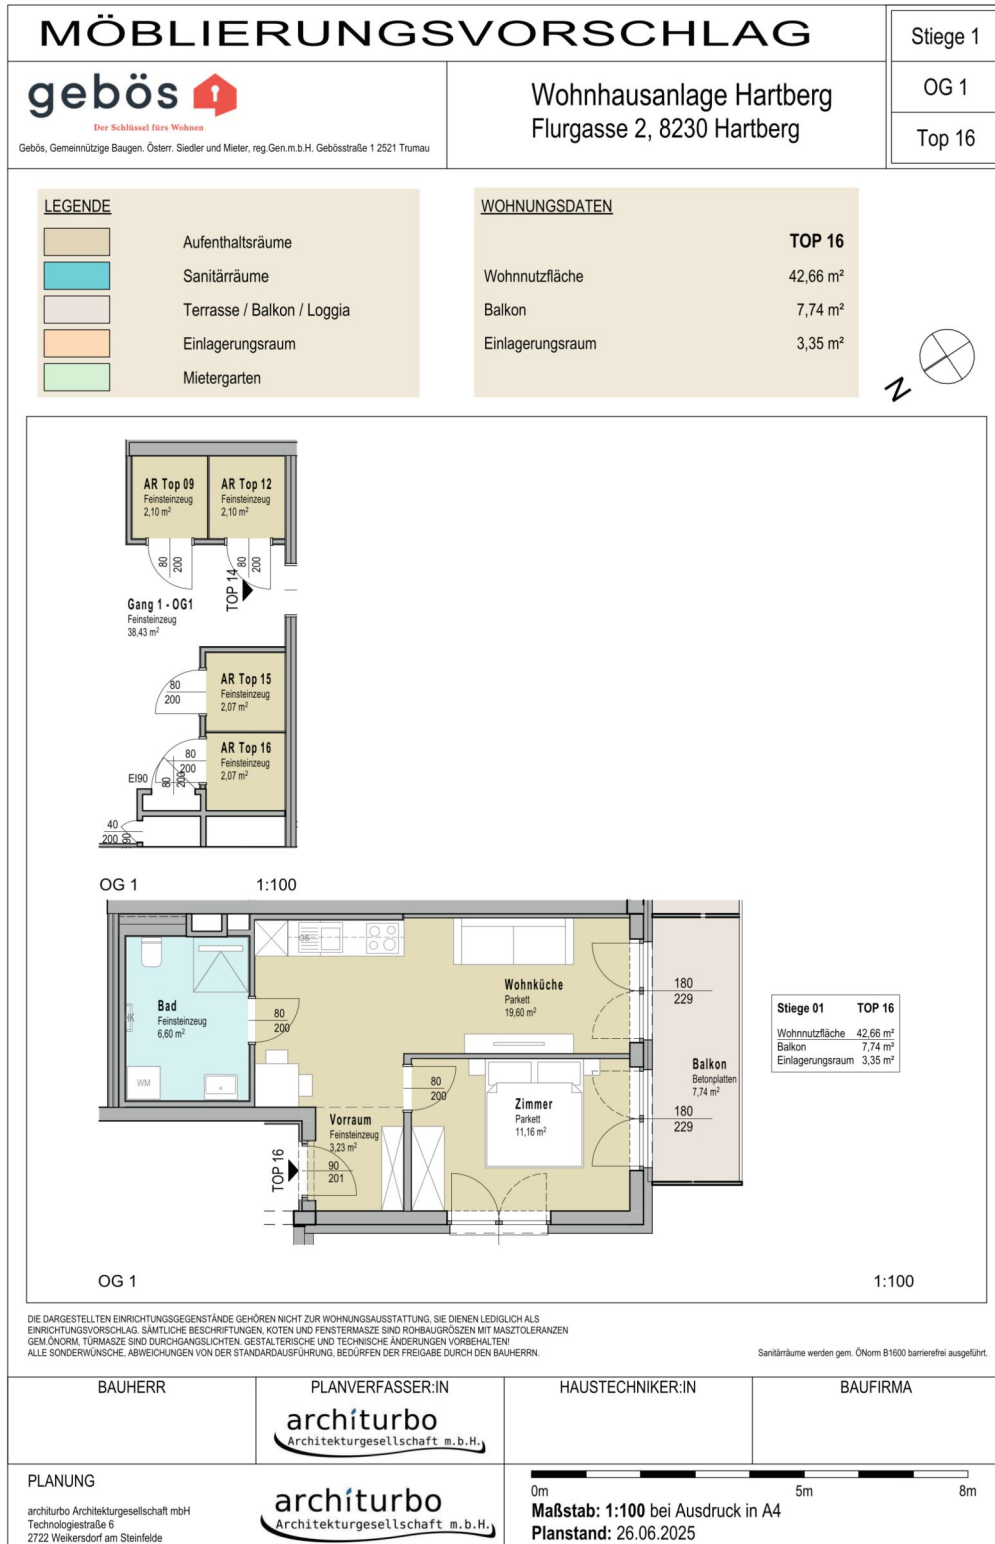 MÖBLIERUNGSVORSCHLAG
Stiege 1
OG 1
Top 16
gebös
Der Schlüssel fürs Wohnen
Gebös, Gemeinnützige Baugen. Österr. Siedler und Mieter, reg.Gen.m.b.H. Gebösstraße 1 2521 Trumau
Wohnhausanlage Hartberg
Flurgasse 2, 8230 Hartberg
LEGENDE
Aufenthaltsräume
Sanitärräume
Terrasse / Balkon / Loggia
Einlagerungsraum
Mietergarten
WOHNUNGSDATEN
TOP 16
Wohnnutzfläche 42,66 m²
Balkon 7,74 m²
Einlagerungsraum 3,35 m²
N
AR Top 09
Feinsteinzeug
2,10 m²
AR Top 12
Feinsteinzeug
2,10 m²
80
200
80
200
TOP 14
Gang 1 - OG1
Feinsteinzeug
38,43 m²
AR Top 15
Feinsteinzeug
2,07 m²
80
200
AR Top 16
Feinsteinzeug
2,07 m²
80
200
80
200
EI90
40
200
90
OG 1 1:100
Bad
Feinsteinzeug
6,60 m²
HK
WM
80
200
GS
Wohnküche
Parkett
19,60 m²
180
229
Balkon
Betonplatten
7,74 m²
180
229
80
200
Zimmer
Parkett
11,16 m²
Vorraum
Feinsteinzeug
3,23 m²
90
201
TOP 16
Stiege 01 TOP 16
Wohnnutzfläche 42,66 m²
Balkon 7,74 m²
Einlagerungsraum 3,35 m²
OG 1 1:100
DIE DARGESTELLTEN EINRICHTUNGSGEGENSTÄNDE GEHÖREN NICHT ZUR WOHNUNGSAUSSTATTUNG, SIE DIENEN LEDIGLICH ALS
EINRICHTUNGSVORSCHLAG. SÄMTLICHE BESCHRIFTUNGEN, KOTEN UND FENSTERMASZE SIND ROHBAUGRÖSZEN MIT MASZTOLERANZEN
GEM.ÖNORM, TÜRMASZE SIND DURCHGANGSLICHTEN. GESTALTERISCHE UND TECHNISCHE ÄNDERUNGEN VORBEHALTEN!
ALLE SONDERWÜNSCHE, ABWEICHUNGEN VON DER STANDARDAUSFÜHRUNG, BEDÜRFEN DER FREIGABE DURCH DEN BAUHERRN.
Sanitärräume werden gem. ÖNorm B1600 barrierefrei ausgeführt.
BAUHERR
PLANVERFASSER:IN
HAUSTECHNIKER:IN
BAUFIRMA
architurbo
Architekturgesellschaft m.b.H.
PLANUNG
architurbo Architekturgesellschaft mbH
Technologiestraße 6
2722 Weikersdorf am Steinfelde
architurbo
Architekturgesellschaft m.b.H.
0m 5m 8m
Maßstab: 1:100 bei Ausdruck in A4
Planstand: 26.06.2025